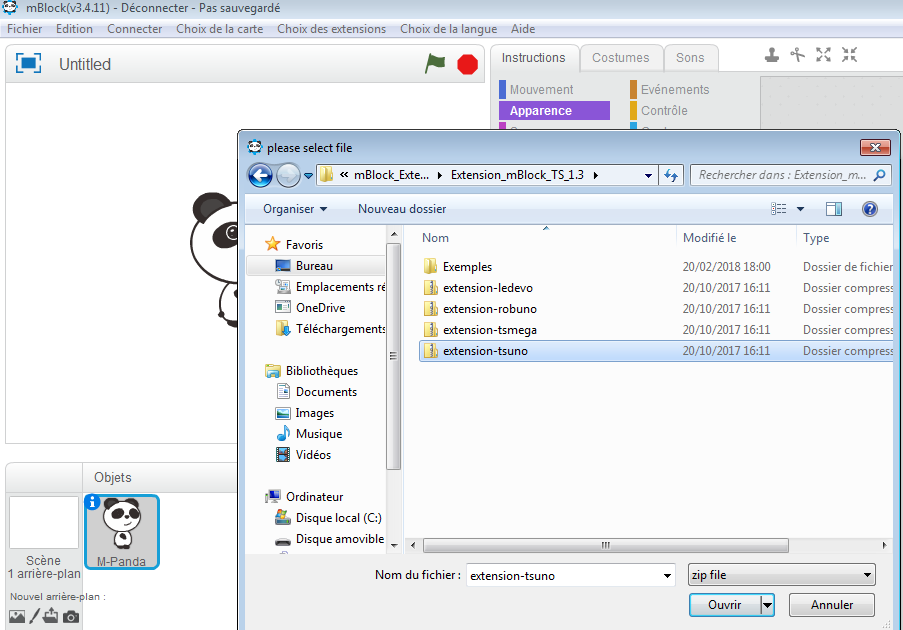 mBlock(v3.4.11) - Déconnecter - Pas sauvegardé
Fichier Edition Connecter Choix de la carte Choix des extensions Choix de la langue Aide
Untitled
Instructions Costumes Sons
Mouvement Evénements
Apparence Contrôle
please select file
« mBlock_Exte... Extension_mBlock_TS_1.3
Rechercher dans : Extension_m...
Organiser Nouveau dossier
Nom Modifié le Type
Favoris
Bureau
Emplacements ré
OneDrive
Téléchargements
Bibliothèques
Documents
Images
Musique
Vidéos
Ordinateur
Disque local (C:)
Disque amovible
Exemples 20/02/2018 18:00 Dossier de fichier
extension-ledevo 20/10/2017 16:11 Dossier compress
extension-robuno 20/10/2017 16:11 Dossier compress
extension-tsmega 20/10/2017 16:11 Dossier compress
extension-tsuno 20/10/2017 16:11 Dossier compress
Nom du fichier : extension-tsuno zip file
Ouvrir Annuler
Objets
Scène
1 arrière-plan
M-Panda
Nouvel arrière-plan :